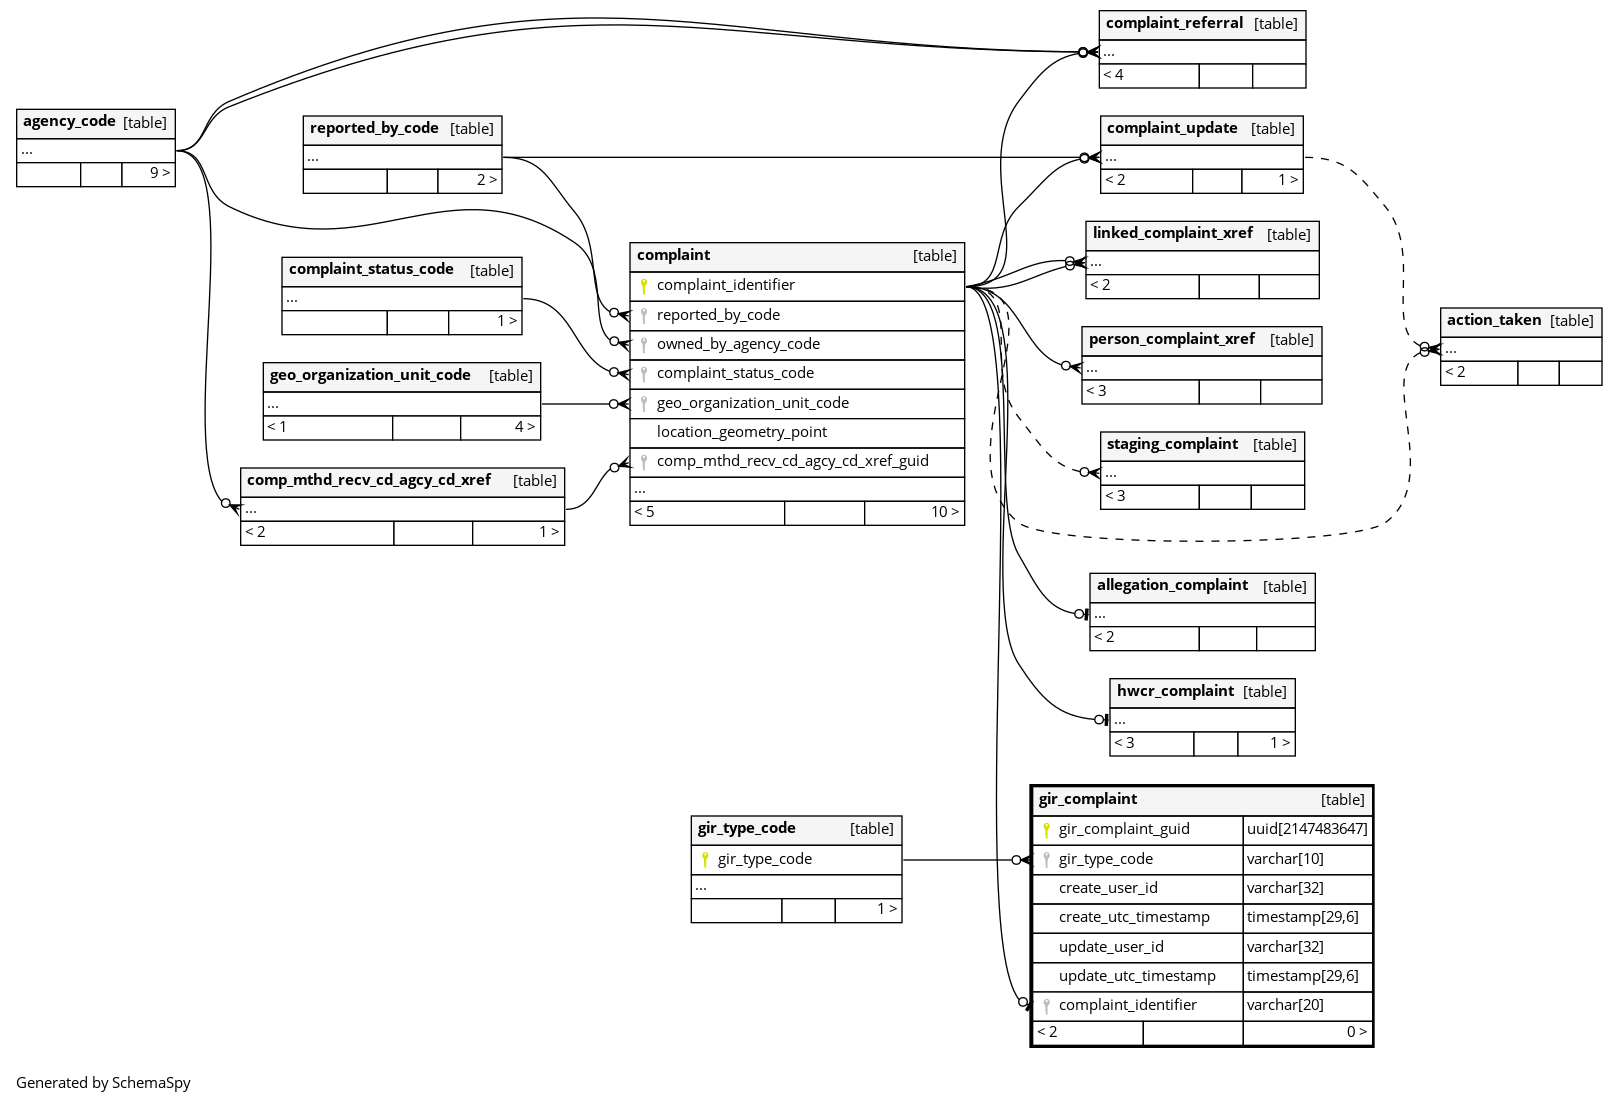 complaint_referral [table]
...
< 4
agency_code [table]
...
9 >
reported_by_code [table]
...
2 >
complaint_update [table]
...
< 2 1 >
linked_complaint_xref [table]
...
< 2
complaint [table]
complaint_identifier
reported_by_code
owned_by_agency_code
complaint_status_code
geo_organization_unit_code
location_geometry_point
comp_mthd_recv_cd_agcy_cd_xref_guid
...
< 5 10 >
complaint_status_code [table]
...
1 >
geo_organization_unit_code [table]
...
< 1 4 >
comp_mthd_recv_cd_agcy_cd_xref [table]
...
< 2 1 >
person_complaint_xref [table]
...
< 3
action_taken [table]
...
< 2
staging_complaint [table]
...
< 3
allegation_complaint [table]
...
< 2
hwcr_complaint [table]
...
< 3 1 >
gir_type_code [table]
gir_type_code
...
1 >
gir_complaint [table]
gir_complaint_guid uuid[2147483647]
gir_type_code varchar[10]
create_user_id varchar[32]
create_utc_timestamp timestamp[29,6]
update_user_id varchar[32]
update_utc_timestamp timestamp[29,6]
complaint_identifier varchar[20]
< 2 0 >
Generated by SchemaSpy